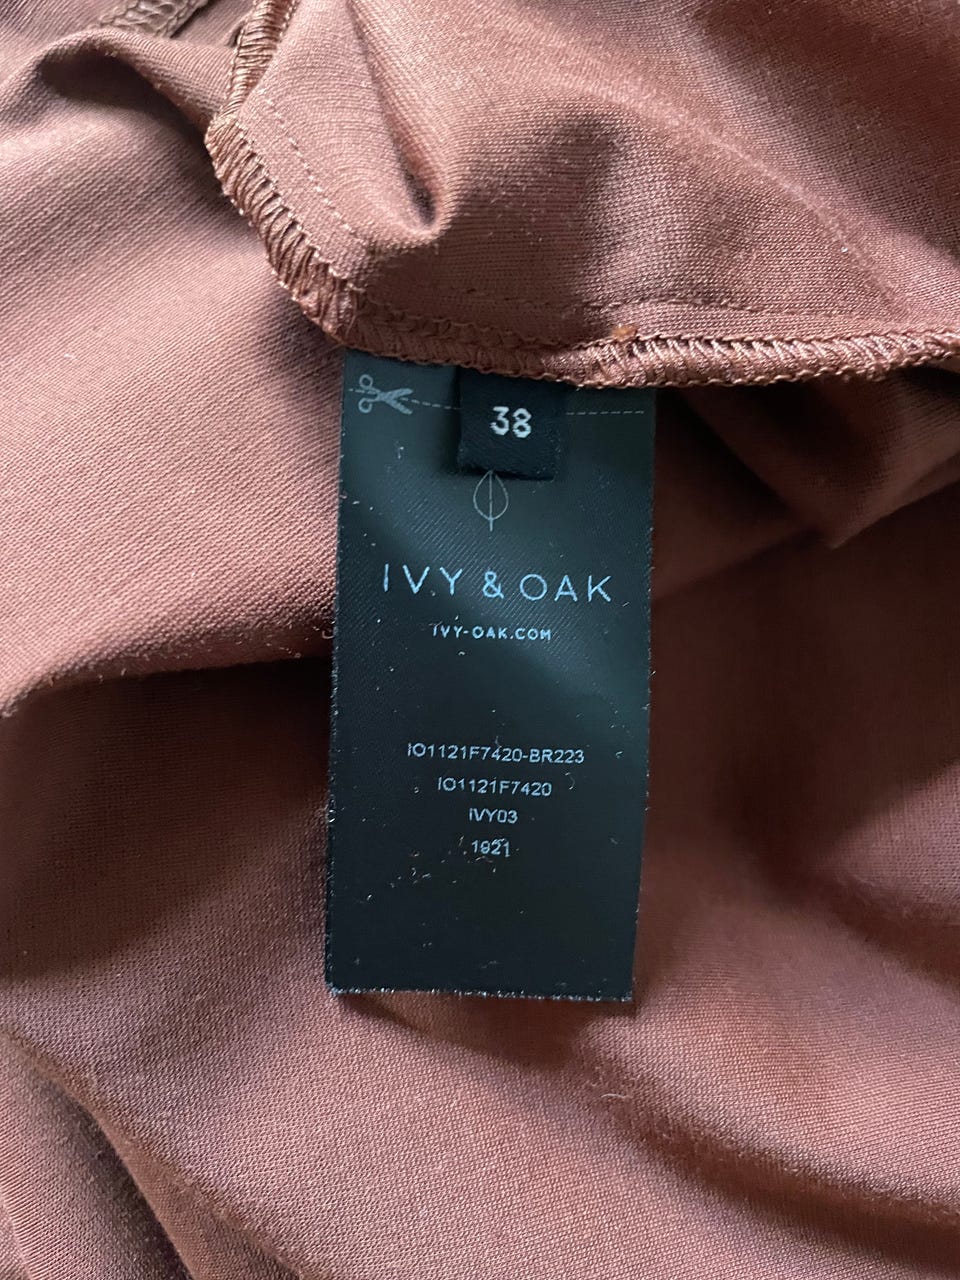 38
IVY & OAK
IVY-OAK.COM
IO1121F7420-BR223
IO1121F7420
IVY03
1921